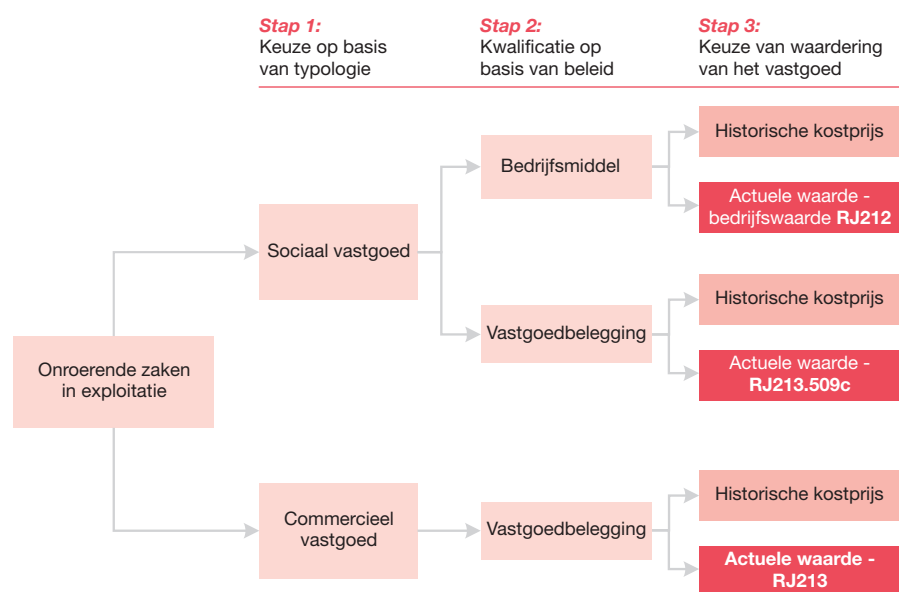 Stap 1:
Keuze op basis
van typologie
Stap 2:
Kwalificatie op
basis van beleid
Stap 3:
Keuze van waardering
van het vastgoed
Onroerende zaken
in exploitatie
Sociaal vastgoed
Bedrijfsmiddel
Historische kostprijs
Actuele waarde -
bedrijfswaarde RJ212
Vastgoedbelegging
Historische kostprijs
Actuele waarde -
RJ213.509c
Commercieel
vastgoed
Vastgoedbelegging
Historische kostprijs
Actuele waarde -
RJ213